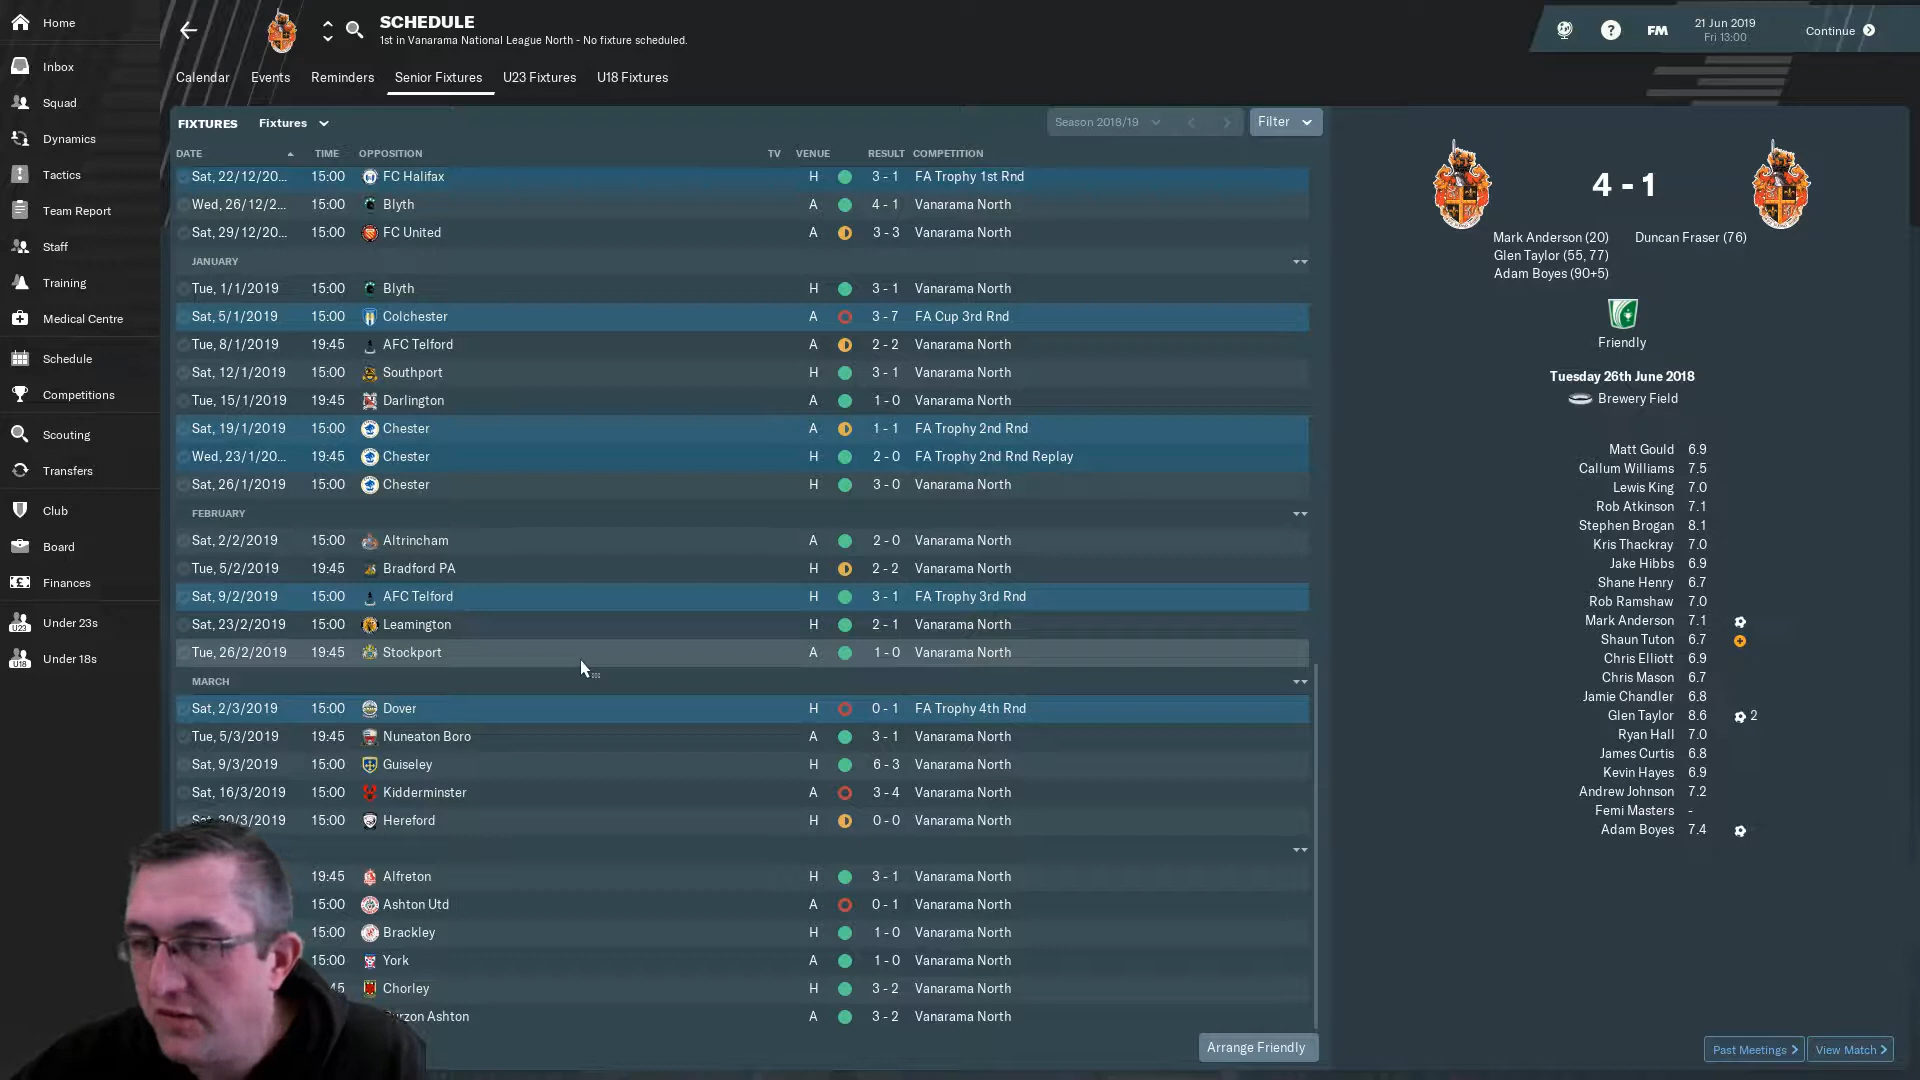 Home
Inbox
Squad
Dynamics
Tactics
Team Report
Staff
Training
Medical Centre
Schedule
Competitions
Scouting
Transfers
Club
Board
Finances
U23 Under 23s
U18 Under 18s
SCHEDULE
1st in Vanarama National League North - No fixture scheduled.
? FM 21 Jun 2019 Continue
Fri 13:00
Calendar Events Reminders Senior Fixtures U23 Fixtures U18 Fixtures
FIXTURES Fixtures Season 2018/19 Filter
DATE TIME OPPOSITION TV VENUE RESULT COMPETITION
Sat, 22/12/20... 15:00 FC Halifax H 3 - 1 FA Trophy 1st Rnd
Wed, 26/12/2... 15:00 Blyth A 4 - 1 Vanarama North
Sat, 29/12/20... 15:00 FC United A 3 - 3 Vanarama North
JANUARY
Tue, 1/1/2019 15:00 Blyth H 3 - 1 Vanarama North
Sat, 5/1/2019 15:00 Colchester A 3 - 7 FA Cup 3rd Rnd
Tue, 8/1/2019 19:45 AFC Telford A 2 - 2 Vanarama North
Sat, 12/1/2019 15:00 Southport H 3 - 1 Vanarama North
Tue, 15/1/2019 19:45 Darlington A 1 - 0 Vanarama North
Sat, 19/1/2019 15:00 Chester A 1 - 1 FA Trophy 2nd Rnd
Wed, 23/1/20... 19:45 Chester H 2 - 0 FA Trophy 2nd Rnd Replay
Sat, 26/1/2019 15:00 Chester H 3 - 0 Vanarama North
FEBRUARY
Sat, 2/2/2019 15:00 Altrincham A 2 - 0 Vanarama North
Tue, 5/2/2019 19:45 Bradford PA H 2 - 2 Vanarama North
Sat, 9/2/2019 15:00 AFC Telford H 3 - 1 FA Trophy 3rd Rnd
Sat, 23/2/2019 15:00 Leamington H 2 - 1 Vanarama North
Tue, 26/2/2019 19:45 Stockport A 1 - 0 Vanarama North
MARCH
Sat, 2/3/2019 15:00 Dover H 0 - 1 FA Trophy 4th Rnd
Tue, 5/3/2019 19:45 Nuneaton Boro A 3 - 1 Vanarama North
Sat, 9/3/2019 15:00 Guiseley H 6 - 3 Vanarama North
Sat, 16/3/2019 15:00 Kidderminster A 3 - 4 Vanarama North
Sat, 30/3/2019 15:00 Hereford H 0 - 0 Vanarama North
19:45 Alfreton H 3 - 1 Vanarama North
15:00 Ashton Utd A 0 - 1 Vanarama North
15:00 Brackley H 1 - 0 Vanarama North
15:00 York A 1 - 0 Vanarama North
45 Chorley H 3 - 2 Vanarama North
Ashton A 3 - 2 Vanarama North
Arrange Friendly
4 - 1
Mark Anderson (20) Duncan Fraser (76)
Glen Taylor (55, 77)
Adam Boyes (90+5)
Friendly
Tuesday 26th June 2018
Brewery Field
Matt Gould 6.9
Callum Williams 7.5
Lewis King 7.0
Rob Atkinson 7.1
Stephen Brogan 8.1
Kris Thackray 7.0
Jake Hibbs 6.9
Shane Henry 6.7
Rob Ramshaw 7.0
Mark Anderson 7.1
Shaun Tuton 6.7
Chris Elliott 6.9
Chris Mason 6.7
Jamie Chandler 6.8
Glen Taylor 8.6 2
Ryan Hall 7.0
James Curtis 6.8
Kevin Hayes 6.9
Andrew Johnson 7.2
Femi Masters -
Adam Boyes 7.4
Past Meetings View Match